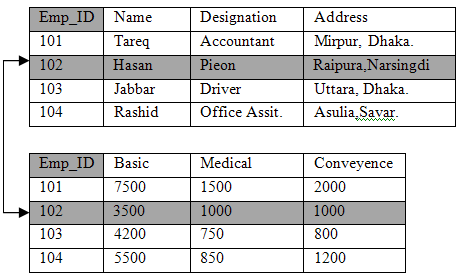 Emp_ID Name Designation Address
101 Tareq Accountant Mirpur, Dhaka.
102 Hasan Pieon Raipura,Narsingdi
103 Jabbar Driver Uttara, Dhaka.
104 Rashid Office Assit. Asulia,Savar.
Emp_ID Basic Medical Conveyence
101 7500 1500 2000
102 3500 1000 1000
103 4200 750 800
104 5500 850 1200